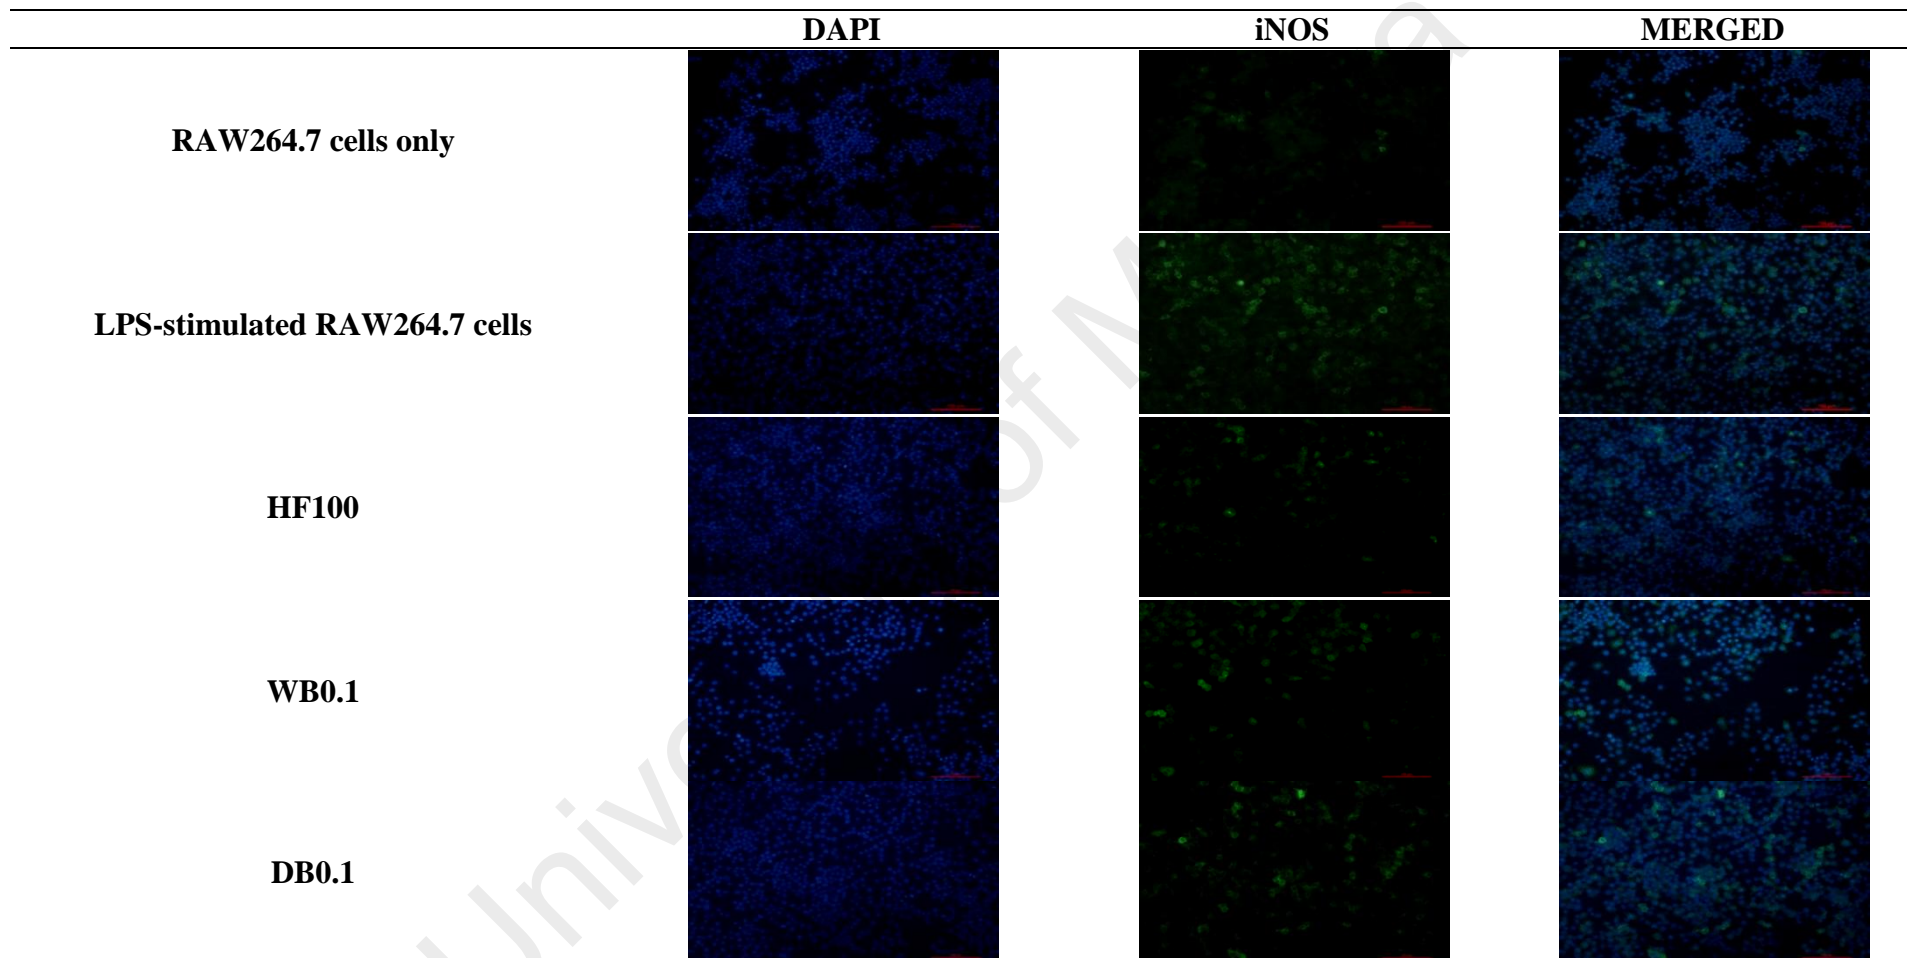 DAPI iNOS MERGED
RAW264.7 cells only
LPS-stimulated RAW264.7 cells
HF100
WB0.1
DB0.1